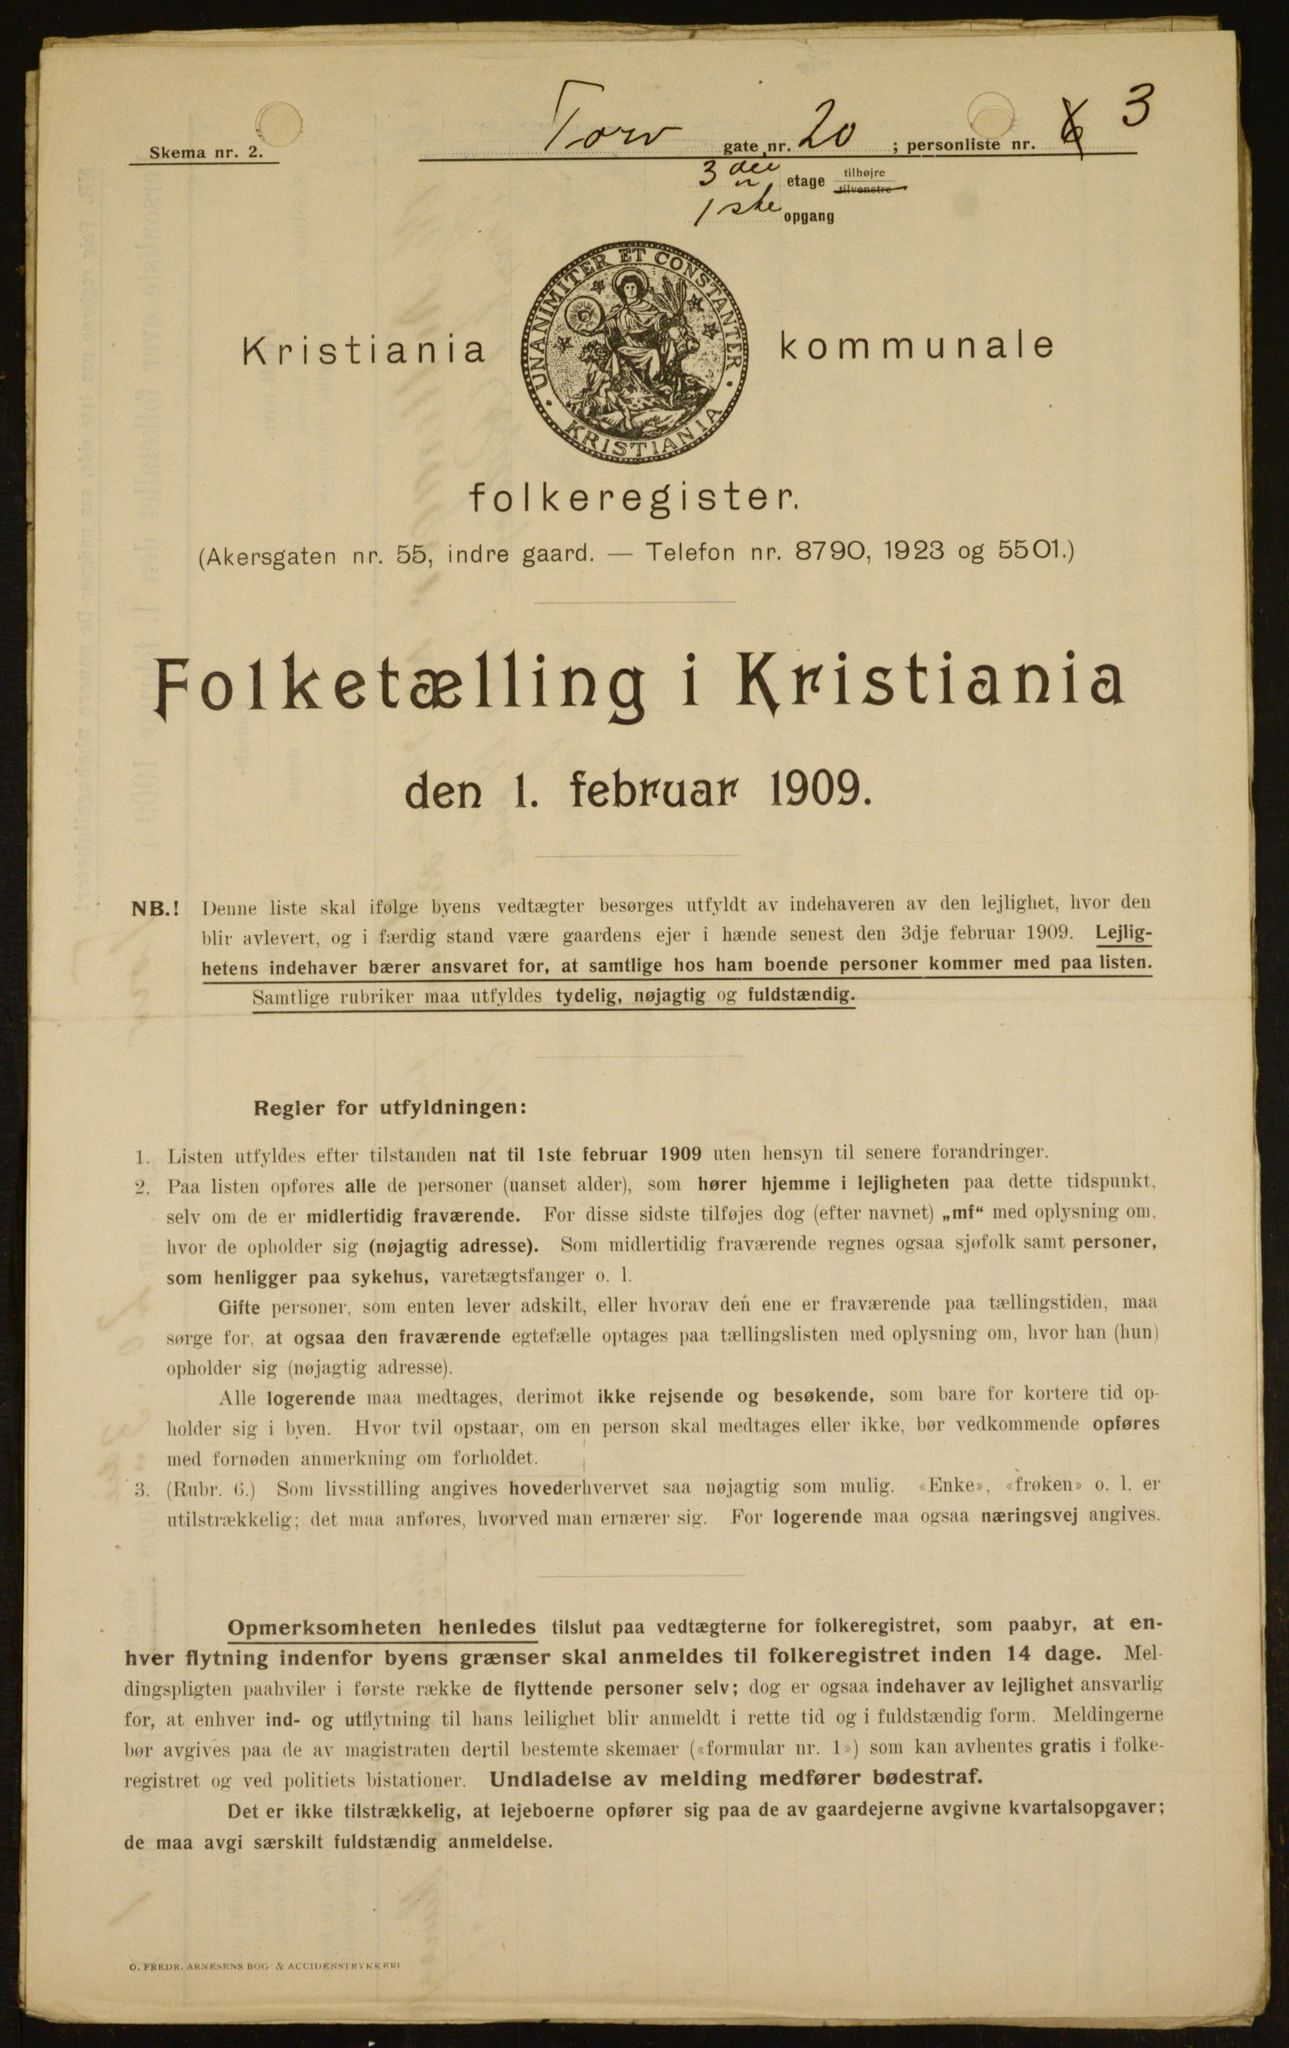 Skema nr. 2.
Torv gate nr. 20 ; personliste nr. 6 3
3 etage tilhøjre tilvenstre
1ste opgang
UNANIMITER ET CONSTANTER · KRISTIANIA ·
Kristiania kommunale
folkeregister.
(Akersgaten nr. 55, indre gaard. — Telefon nr. 8790, 1923 og 5501.)
Folketælling i Kristiania
den 1. februar 1909.
NB.! Denne liste skal ifølge byens vedtægter besørges utfyldt av indehaveren av den lejlighet, hvor den
blir avlevert, og i færdig stand være gaardens ejer i hænde senest den 3dje februar 1909. Lejlig-
hetens indehaver bærer ansvaret for, at samtlige hos ham boende personer kommer med paa listen.
Samtlige rubriker maa utfyldes tydelig, nøjagtig og fuldstændig.
Regler for utfyldningen:
1. Listen utfyldes efter tilstanden nat til 1ste februar 1909 uten hensyn til senere forandringer.
2. Paa listen opføres alle de personer (uanset alder), som hører hjemme i lejligheten paa dette tidspunkt,
selv om de er midlertidig fraværende. For disse sidste tilføjes dog (efter navnet) „mf“ med oplysning om,
hvor de opholder sig (nøjagtig adresse). Som midlertidig fraværende regnes ogsaa sjøfolk samt personer,
som henligger paa sykehus, varetægtsfanger o. l.
Gifte personer, som enten lever adskilt, eller hvorav den ene er fraværende paa tællingstiden, maa
sørge for, at ogsaa den fraværende egtefælle optages paa tællingslisten med oplysning om, hvor han (hun)
opholder sig (nøjagtig adresse).
Alle logerende maa medtages, derimot ikke rejsende og besøkende, som bare for kortere tid op-
holder sig i byen. Hvor tvil opstaar, om en person skal medtages eller ikke, bør vedkommende opføres
med fornøden anmerkning om forholdet.
3. (Rubr. 6.) Som livsstilling angives hovederhvervet saa nøjagtig som mulig. «Enke», «frøken» o. l. er
utilstrækkelig; det maa anføres, hvorved man ernærer sig. For logerende maa ogsaa næringsvej angives.
Opmerksomheten henledes tilslut paa vedtægterne for folkeregistret, som paabyr, at en-
hver flytning indenfor byens grænser skal anmeldes til folkeregistret inden 14 dage. Mel-
dingspligten paahviler i første række de flyttende personer selv; dog er ogsaa indehaver av lejlighet ansvarlig
for, at enhver ind- og utflytning til hans leilighet blir anmeldt i rette tid og i fuldstændig form. Meldingerne
bør avgives paa de av magistraten dertil bestemte skemaer («formular nr. 1») som kan avhentes gratis i folke-
registret og ved politiets bistationer. Undladelse av melding medfører bødestraf.
Det er ikke tilstrækkelig, at lejeboerne opfører sig paa de av gaardejerne avgivne kvartalsopgaver;
de maa avgi særskilt fuldstændig anmeldelse.
O. FREDR. ARNESENS BOG & ACCIDENSTRYKKERI